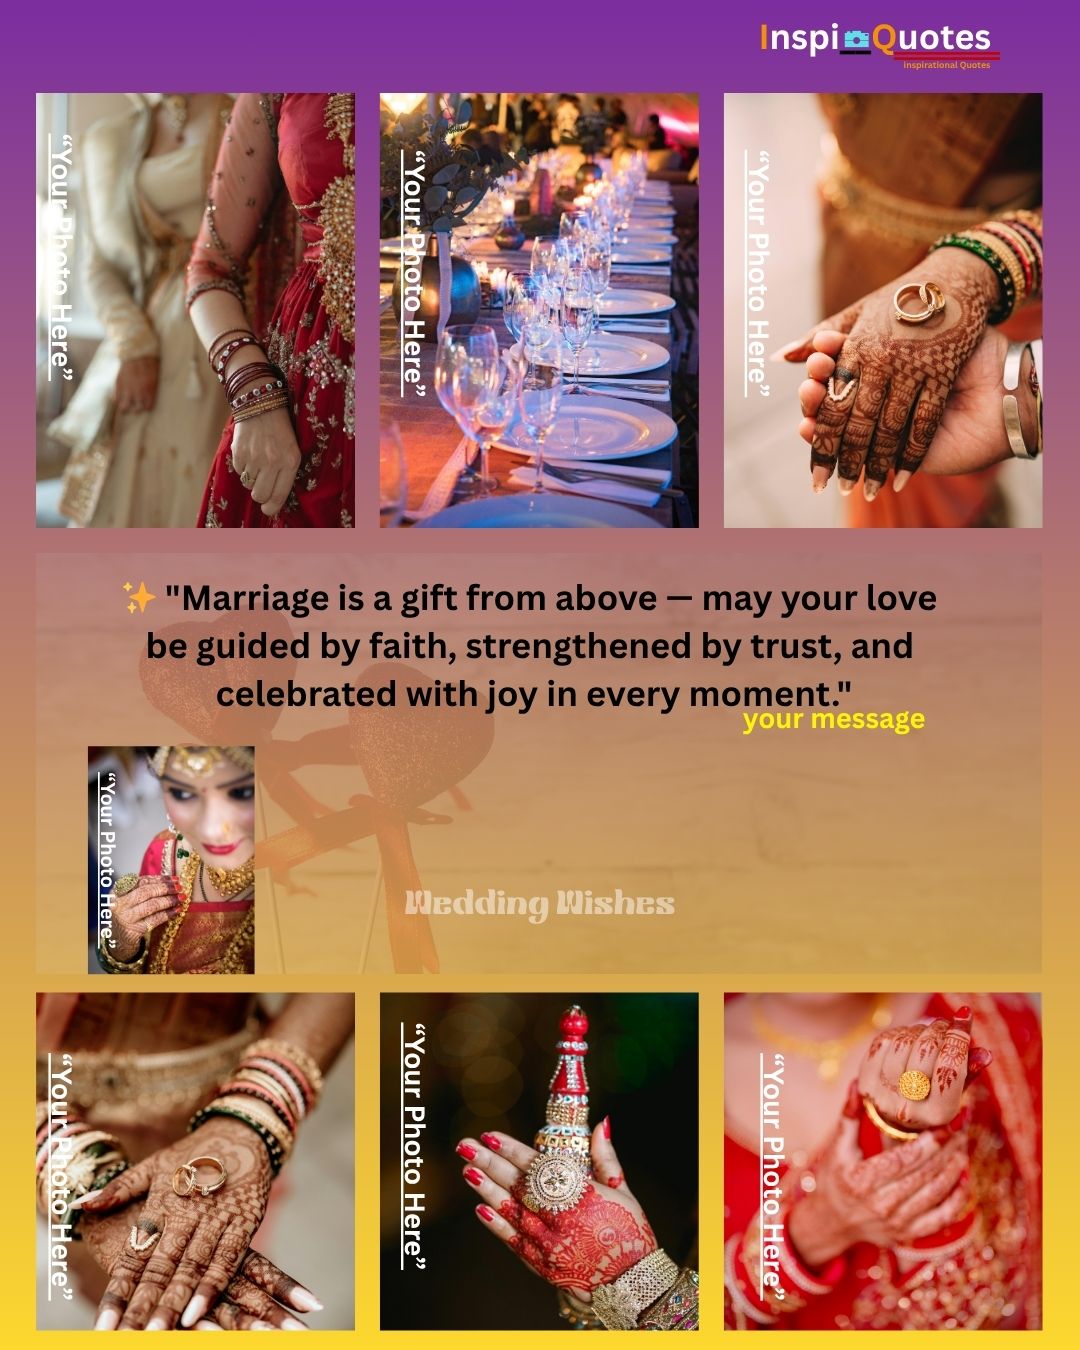 InspiQuotes
inspirational Quotes
“Your Photo Here”
“Your Photo Here”
“Your Photo Here”
✨ "Marriage is a gift from above — may your love
be guided by faith, strengthened by trust, and
celebrated with joy in every moment."
your message
“Your Photo Here”
Wedding Wishes
“Your Photo Here”
“Your Photo Here”
“Your Photo Here”